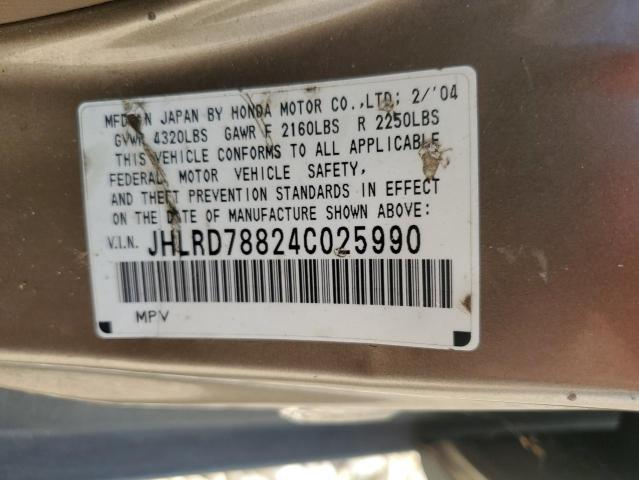 MFD IN JAPAN BY HONDA MOTOR CO.,LTD; 2/'04
GVWR 4320LBS GAWR F 2160LBS R 2250LBS
THIS VEHICLE CONFORMS TO ALL APPLICABLE
FEDERAL MOTOR VEHICLE SAFETY,
AND THEFT PREVENTION STANDARDS IN EFFECT
ON THE DATE OF MANUFACTURE SHOWN ABOVE:
V.I.N. JHLRD78824C025990
MPV